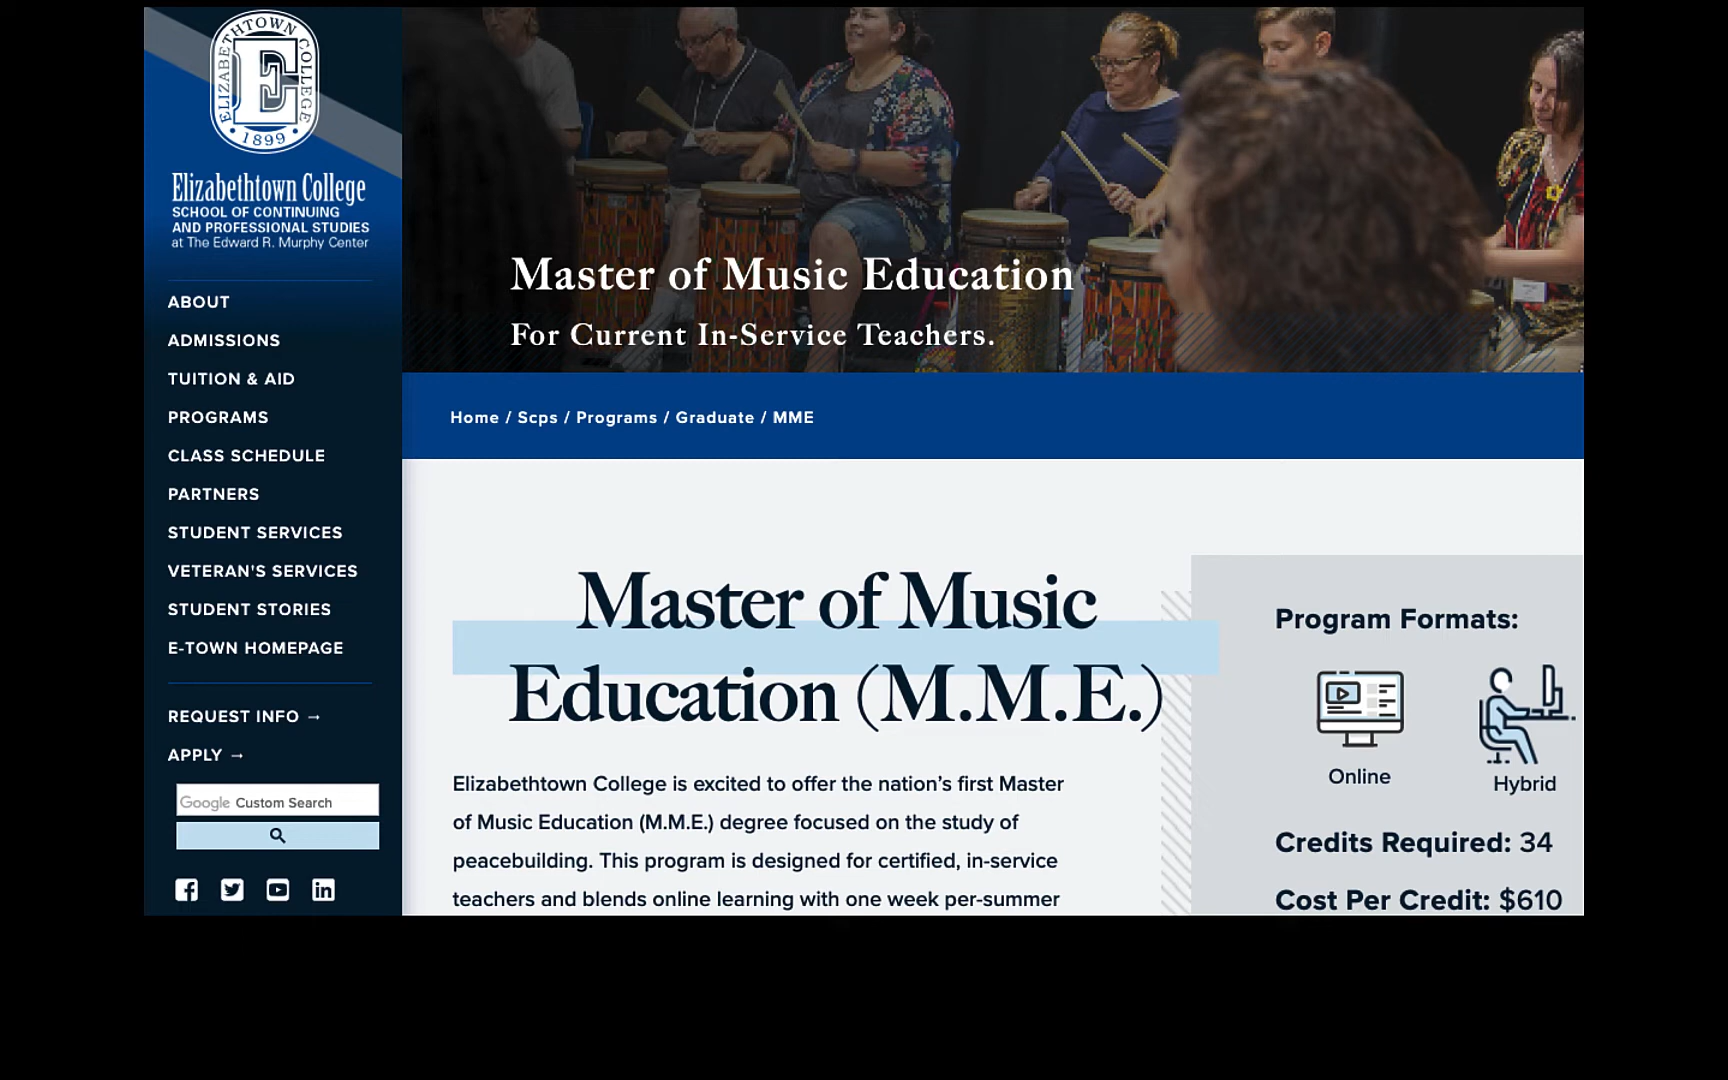 ELIZABETHTOWN COLLEGE
E
• 1899 •
Elizabethtown College
SCHOOL OF CONTINUING
AND PROFESSIONAL STUDIES
at The Edward R. Murphy Center
ABOUT
ADMISSIONS
TUITION & AID
PROGRAMS
CLASS SCHEDULE
PARTNERS
STUDENT SERVICES
VETERAN'S SERVICES
STUDENT STORIES
E-TOWN HOMEPAGE
REQUEST INFO →
APPLY →
Google Custom Search
Master of Music Education
For Current In-Service Teachers.
Home / Scps / Programs / Graduate / MME
Master of Music
Education (M.M.E.)
Elizabethtown College is excited to offer the nation’s first Master
of Music Education (M.M.E.) degree focused on the study of
peacebuilding. This program is designed for certified, in-service
teachers and blends online learning with one week per-summer
Program Formats:
Online
Hybrid
Credits Required: 34
Cost Per Credit: $610